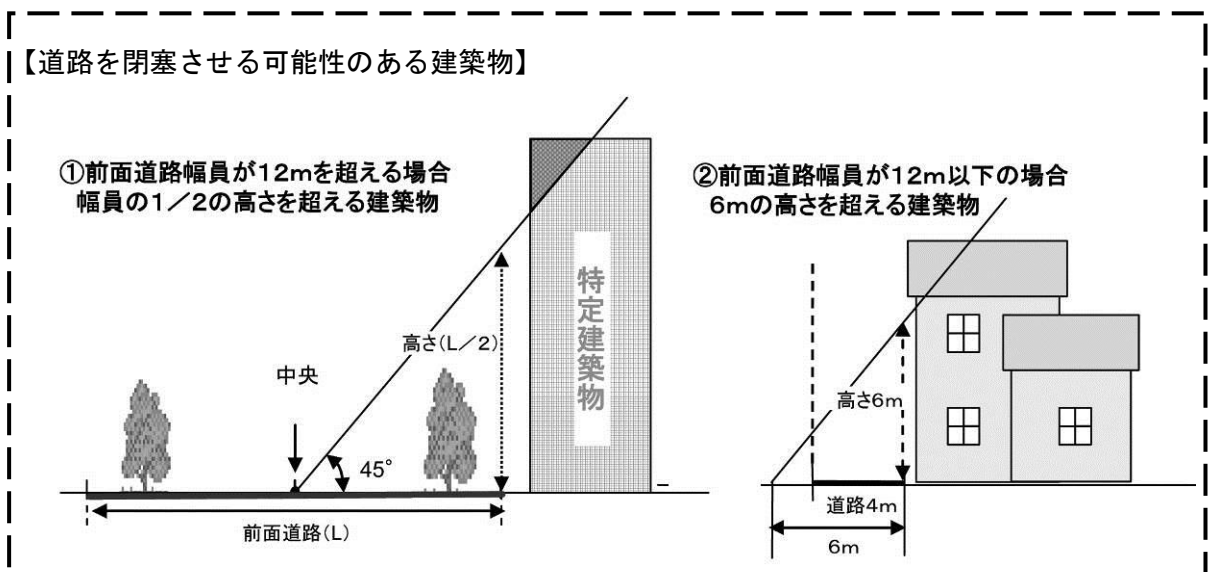 【道路を閉塞させる可能性のある建築物】
①前面道路幅員が12mを超える場合
幅員の1/2の高さを超える建築物
特定建築物
高さ(L/2)
中央
45°
前面道路(L)
②前面道路幅員が12m以下の場合
6mの高さを超える建築物
高さ6m
道路4m
6m